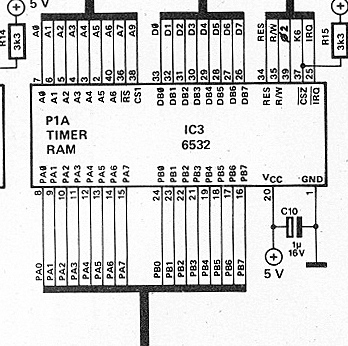 5 V
R14
3k3
A0
A1
A2
A3
A4
A5
A6
A7
A9
D0
D1
D2
D3
D4
D5
D6
D7
RES
R/W
Ø2
K6
IRQ
R15
3k3
7
6
5
4
3
2
40
36
38
33
32
31
30
29
28
27
26
34
35
39
37
25
A0
A1
A2
A3
A4
A5
A6
RS
CS1
DB0
DB1
DB2
DB3
DB4
DB5
DB6
DB7
RES
R/W
CS2
IRQ
P1A
TIMER
RAM
IC3
6532
PA0
PA1
PA2
PA3
PA4
PA5
PA6
PA7
PB0
PB1
PB2
PB3
PB4
PB5
PB6
PB7
VCC
GND
8
9
10
11
12
13
14
15
24
23
22
21
19
18
17
16
20
1
PA0
PA1
PA2
PA3
PA4
PA5
PA6
PA7
PB0
PB1
PB2
PB3
PB4
PB5
PB6
PB7
C10
1µ
16V
5 V